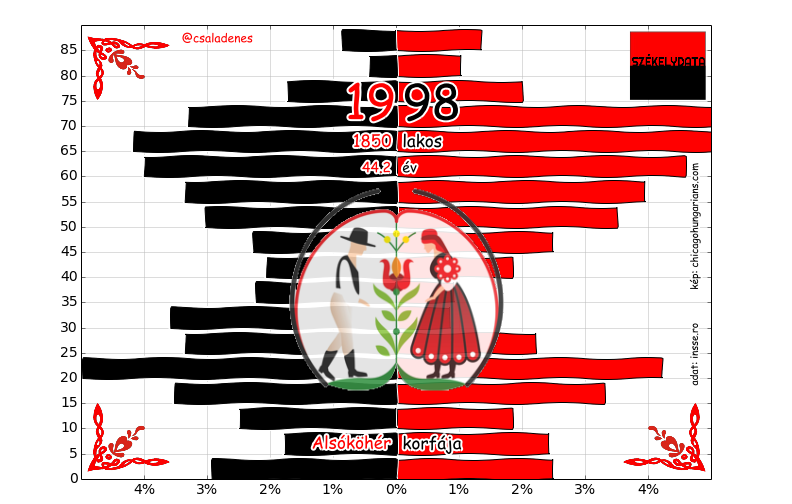 @csaladenes
SZÉKELYDATA
1998
1850 lakos
44,2 év
kép: chicagohungarians.com
adat: insse.ro
Alsóköhér korfája
85
80
75
70
65
60
55
50
45
40
35
30
25
20
15
10
5
0
4% 3% 2% 1% 0% 1% 2% 3% 4%